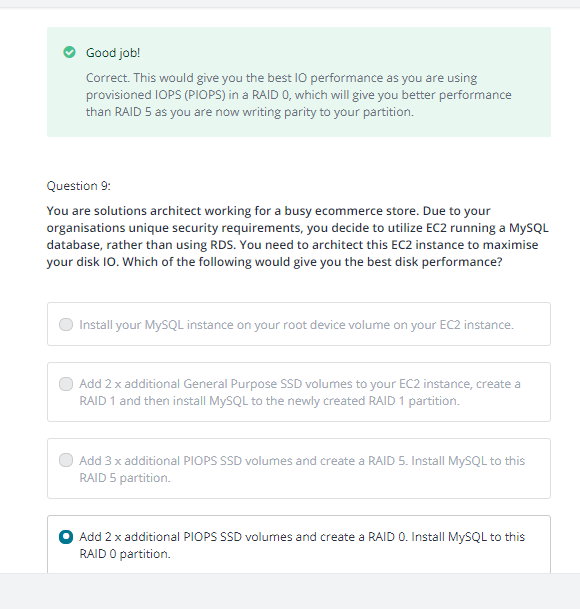 Good job!
Correct. This would give you the best IO performance as you are using
provisioned IOPS (PIOPS) in a RAID 0, which will give you better performance
than RAID 5 as you are now writing parity to your partition.
Question 9:
You are solutions architect working for a busy ecommerce store. Due to your
organisations unique security requirements, you decide to utilize EC2 running a MySQL
database, rather than using RDS. You need to architect this EC2 instance to maximise
your disk IO. Which of the following would give you the best disk performance?
Install your MySQL instance on your root device volume on your EC2 instance.
Add 2 x additional General Purpose SSD volumes to your EC2 instance, create a
RAID 1 and then install MySQL to the newly created RAID 1 partition.
Add 3 x additional PIOPS SSD volumes and create a RAID 5. Install MySQL to this
RAID 5 partition.
Add 2 x additional PIOPS SSD volumes and create a RAID 0. Install MySQL to this
RAID 0 partition.